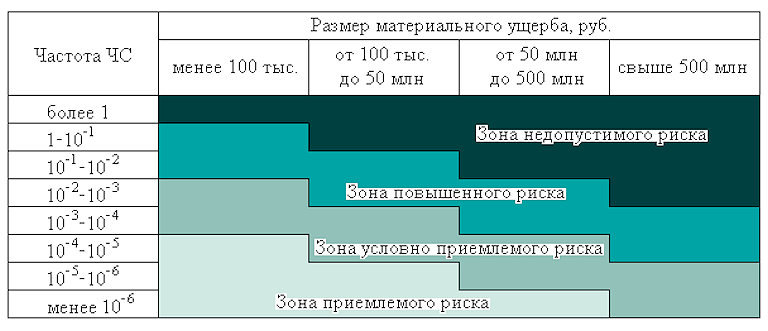 Размер материального ущерба, руб.
Частота ЧС
менее 100 тыс.
от 100 тыс.
до 50 млн
от 50 млн
до 500 млн
свыше 500 млн
более 1
1-10⁻¹
Зона недопустимого риска
10⁻¹-10⁻²
10⁻²-10⁻³
Зона повышенного риска
10⁻³-10⁻⁴
10⁻⁴-10⁻⁵
Зона условно приемлемого риска
10⁻⁵-10⁻⁶
менее 10⁻⁶
Зона приемлемого риска